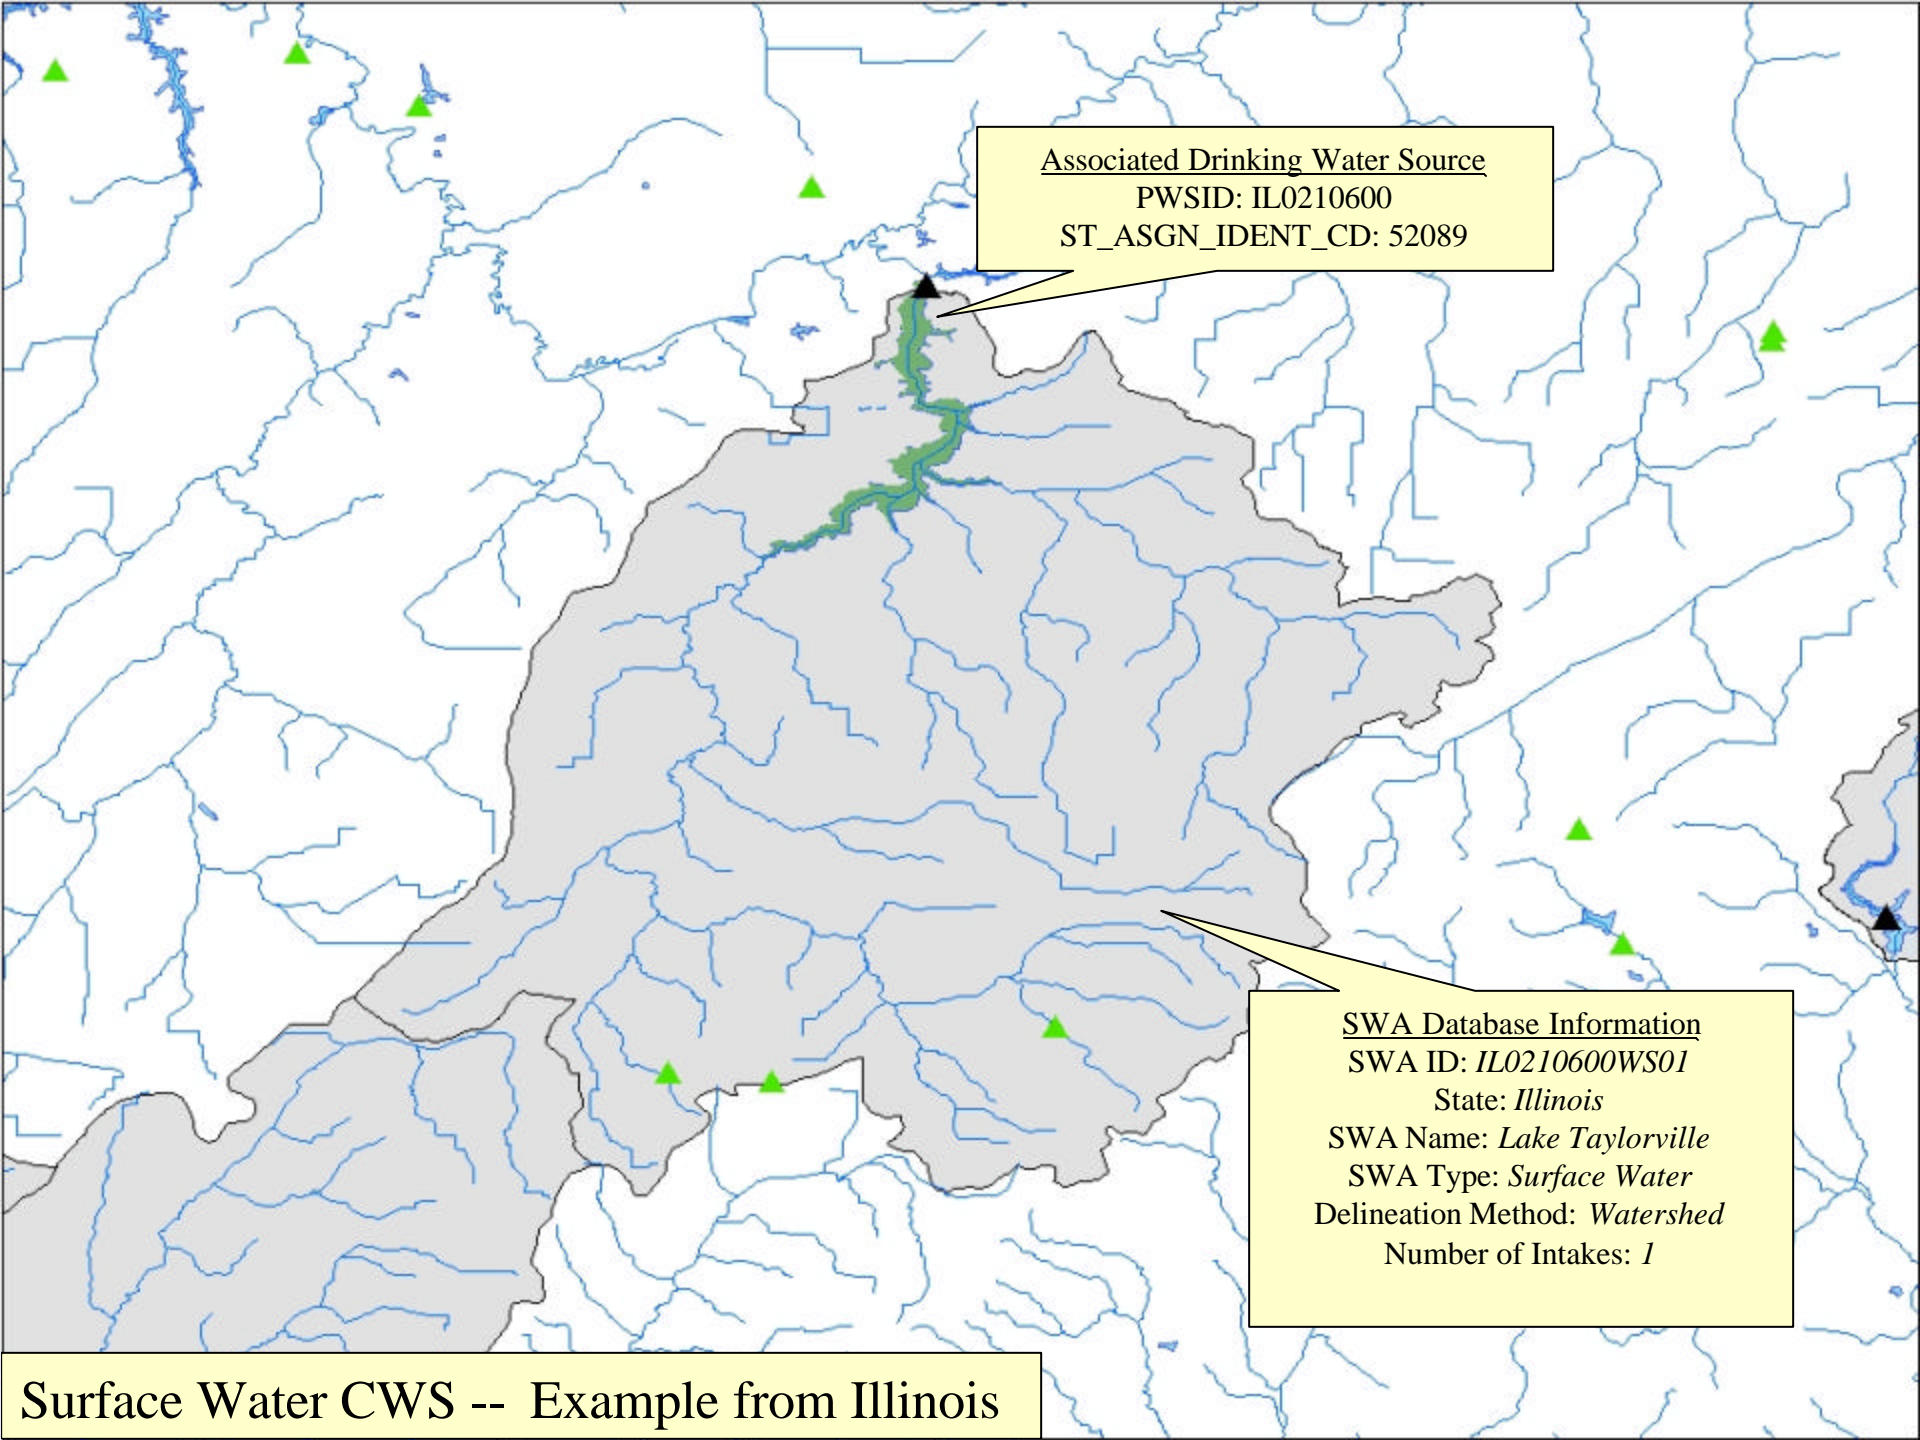 Associated Drinking Water Source
PWSID: IL0210600
ST_ASGN_IDENT_CD: 52089
SWA Database Information
SWA ID: IL0210600WS01
State: Illinois
SWA Name: Lake Taylorville
SWA Type: Surface Water
Delineation Method: Watershed
Number of Intakes: 1
Surface Water CWS -- Example from Illinois